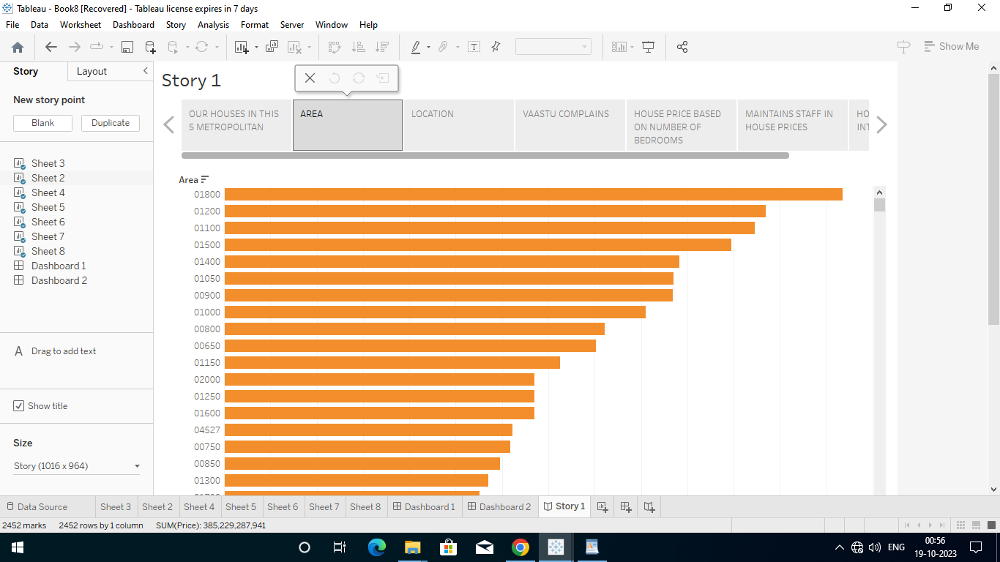 Tableau - Book8 [Recovered] - Tableau license expires in 7 days
File Data Worksheet Dashboard Story Analysis Format Server Window Help
Show Me
Story Layout
New story point
Blank Duplicate
Sheet 3
Sheet 2
Sheet 4
Sheet 5
Sheet 6
Sheet 7
Sheet 8
Dashboard 1
Dashboard 2
A Drag to add text
Show title
Size
Story (1016 x 964)
Story 1
OUR HOUSES IN THIS
5 METROPOLITAN
AREA
LOCATION
VAASTU COMPLAINS
HOUSE PRICE BASED
ON NUMBER OF
BEDROOMS
MAINTAINS STAFF IN
HOUSE PRICES
HO
INT
Area
01800
01200
01100
01500
01400
01050
00900
01000
00800
00650
01150
02000
01250
01600
04527
00750
00850
01300
Data Source Sheet 3 Sheet 2 Sheet 4 Sheet 5 Sheet 6 Sheet 7 Sheet 8 Dashboard 1 Dashboard 2 Story 1
2452 marks 2452 rows by 1 column SUM(Price): 385,229,287,941
ENG
00:56
19-10-2023